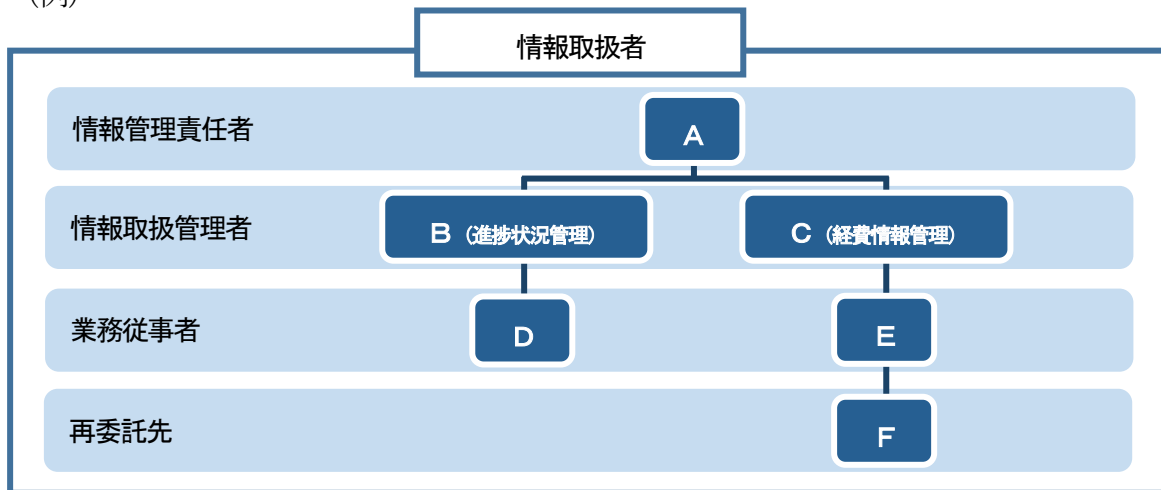 （例）
情報取扱者
情報管理責任者
A
情報取扱管理者
B（進捗状況管理）
C（経費情報管理）
業務従事者
D
E
再委託先
F